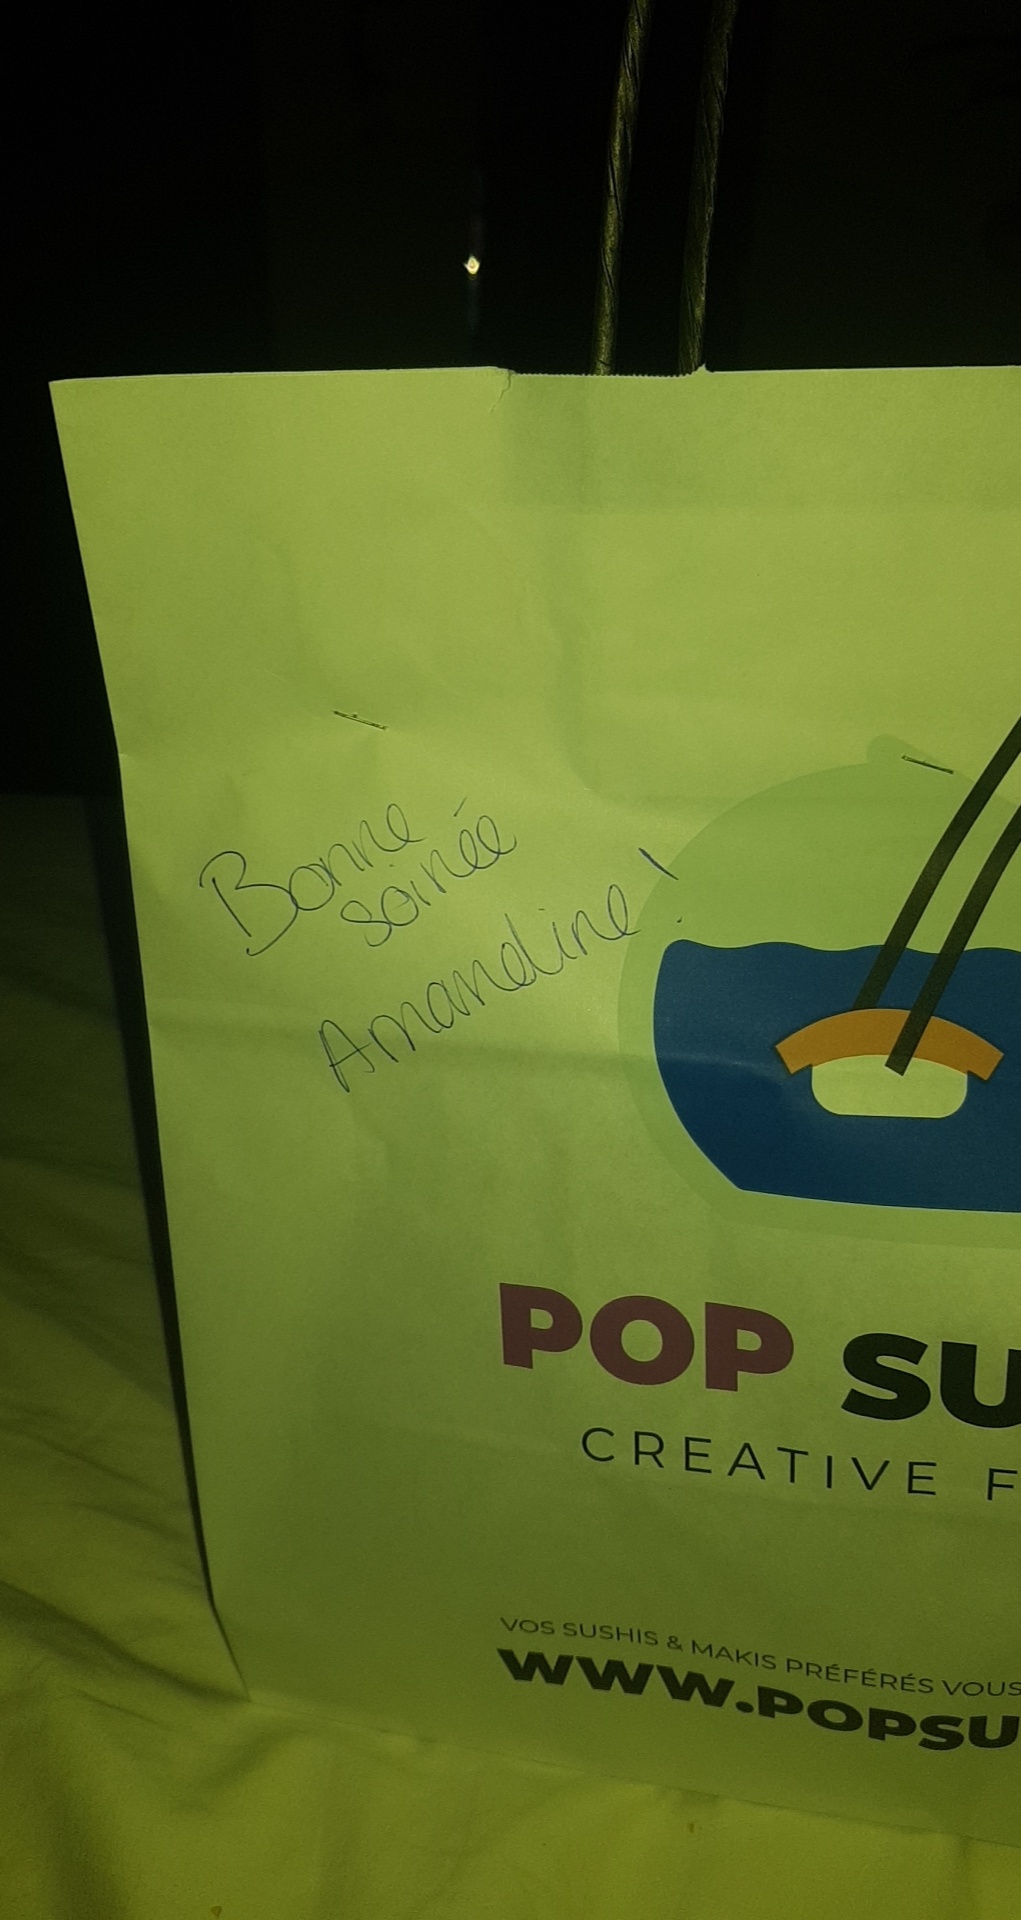 Bonne
soirée
Amandine !
POP SU
CREATIVE F
VOS SUSHIS & MAKIS PRÉFÉRÉS VOUS
WWW.POPSU